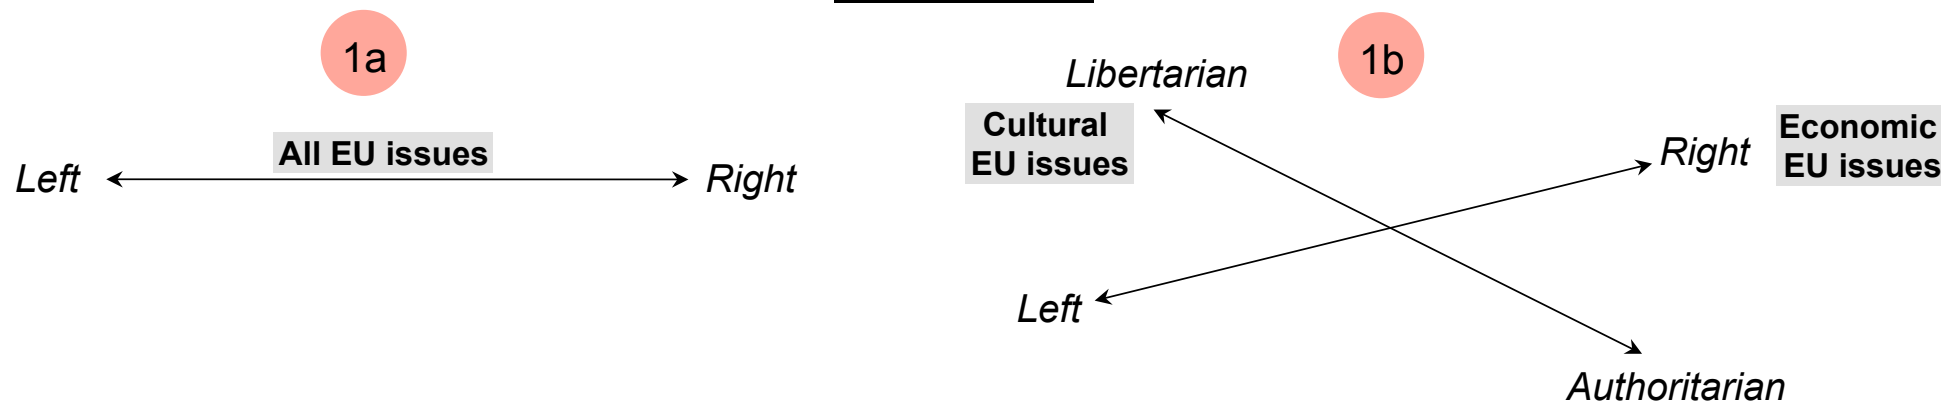 1a
All EU issues
Left
Right
1b
Libertarian
Cultural
EU issues
Right
Economic
EU issues
Left
Authoritarian